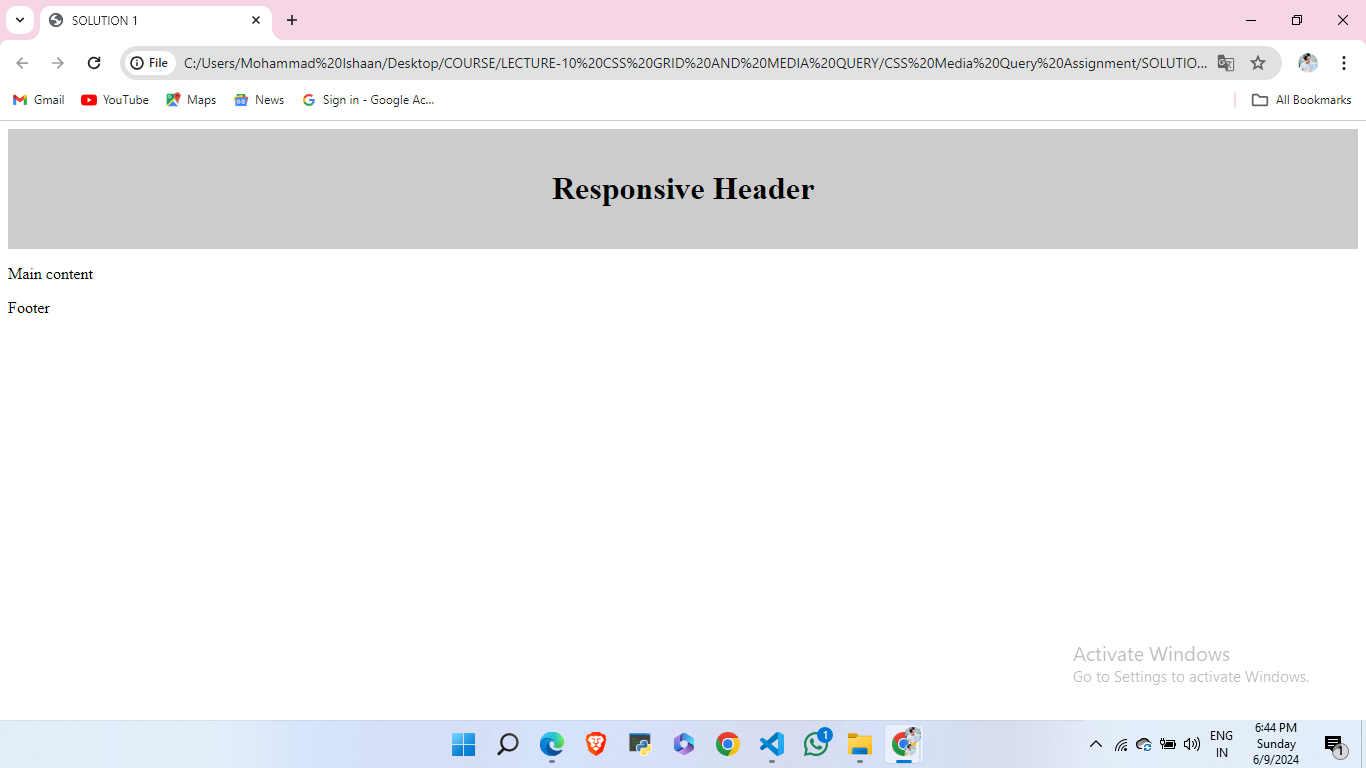 SOLUTION 1
File C:/Users/Mohammad%20Ishaan/Desktop/COURSE/LECTURE-10%20CSS%20GRID%20AND%20MEDIA%20QUERY/CSS%20Media%20Query%20Assignment/SOLUTIO...
Gmail YouTube Maps News Sign in - Google Ac... All Bookmarks
Responsive Header
Main content
Footer
Activate Windows
Go to Settings to activate Windows.
1
ENG
IN
6:44 PM
Sunday
6/9/2024
1